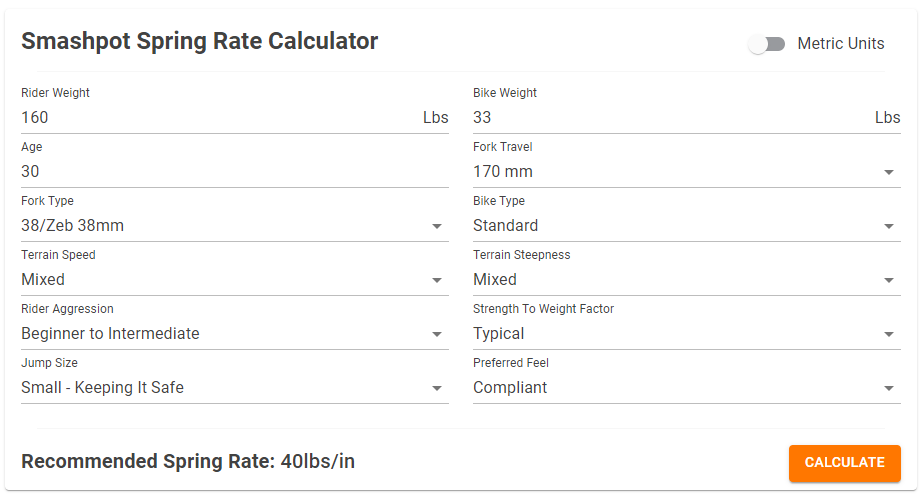 Smashpot Spring Rate Calculator
Metric Units
Rider Weight
Bike Weight
160 Lbs
33 Lbs
Age
Fork Travel
30
170 mm
Fork Type
Bike Type
38/Zeb 38mm
Standard
Terrain Speed
Terrain Steepness
Mixed
Mixed
Rider Aggression
Strength To Weight Factor
Beginner to Intermediate
Typical
Jump Size
Preferred Feel
Small - Keeping It Safe
Compliant
Recommended Spring Rate: 40lbs/in
CALCULATE